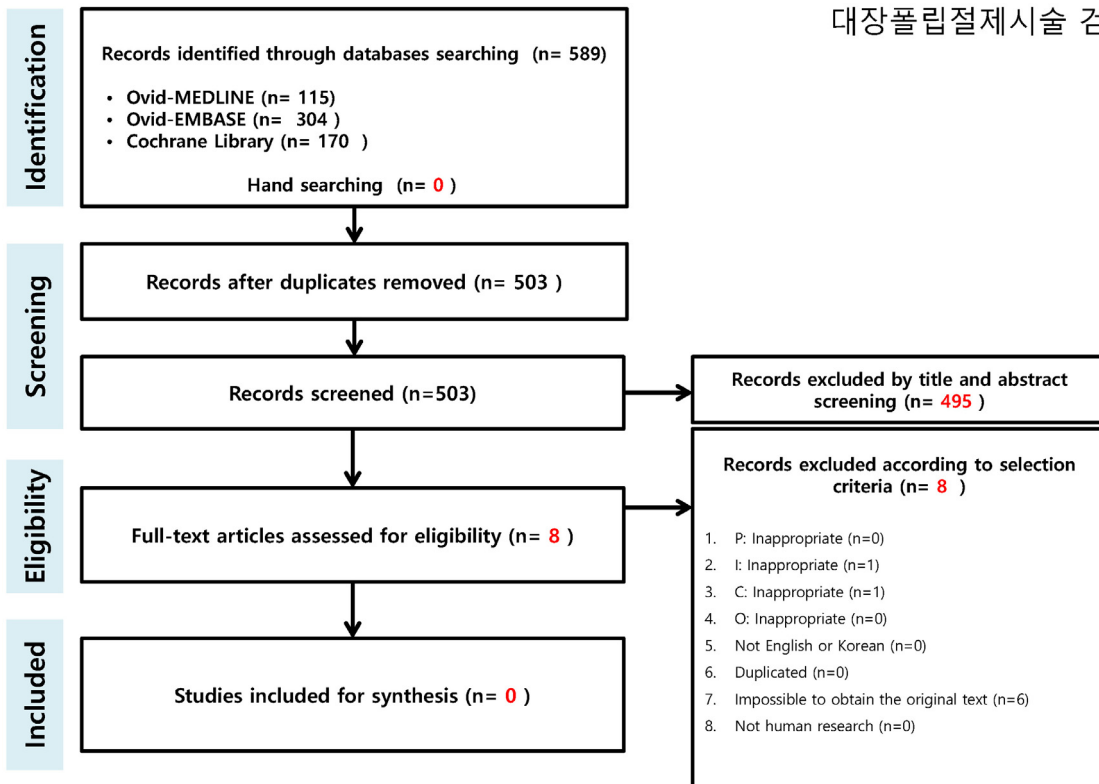 대장폴립절제시술 검
Identification
Records identified through databases searching (n= 589)
• Ovid-MEDLINE (n= 115)
• Ovid-EMBASE (n= 304)
• Cochrane Library (n= 170 )
Hand searching (n= 0 )
Screening
Records after duplicates removed (n= 503 )
Records screened (n=503)
Records excluded by title and abstract
screening (n= 495 )
Eligibility
Full-text articles assessed for eligibility (n= 8 )
Records excluded according to selection
criteria (n= 8 )
1. P: Inappropriate (n=0)
2. I: Inappropriate (n=1)
3. C: Inappropriate (n=1)
4. O: Inappropriate (n=0)
5. Not English or Korean (n=0)
6. Duplicated (n=0)
7. Impossible to obtain the original text (n=6)
8. Not human research (n=0)
Included
Studies included for synthesis (n= 0 )